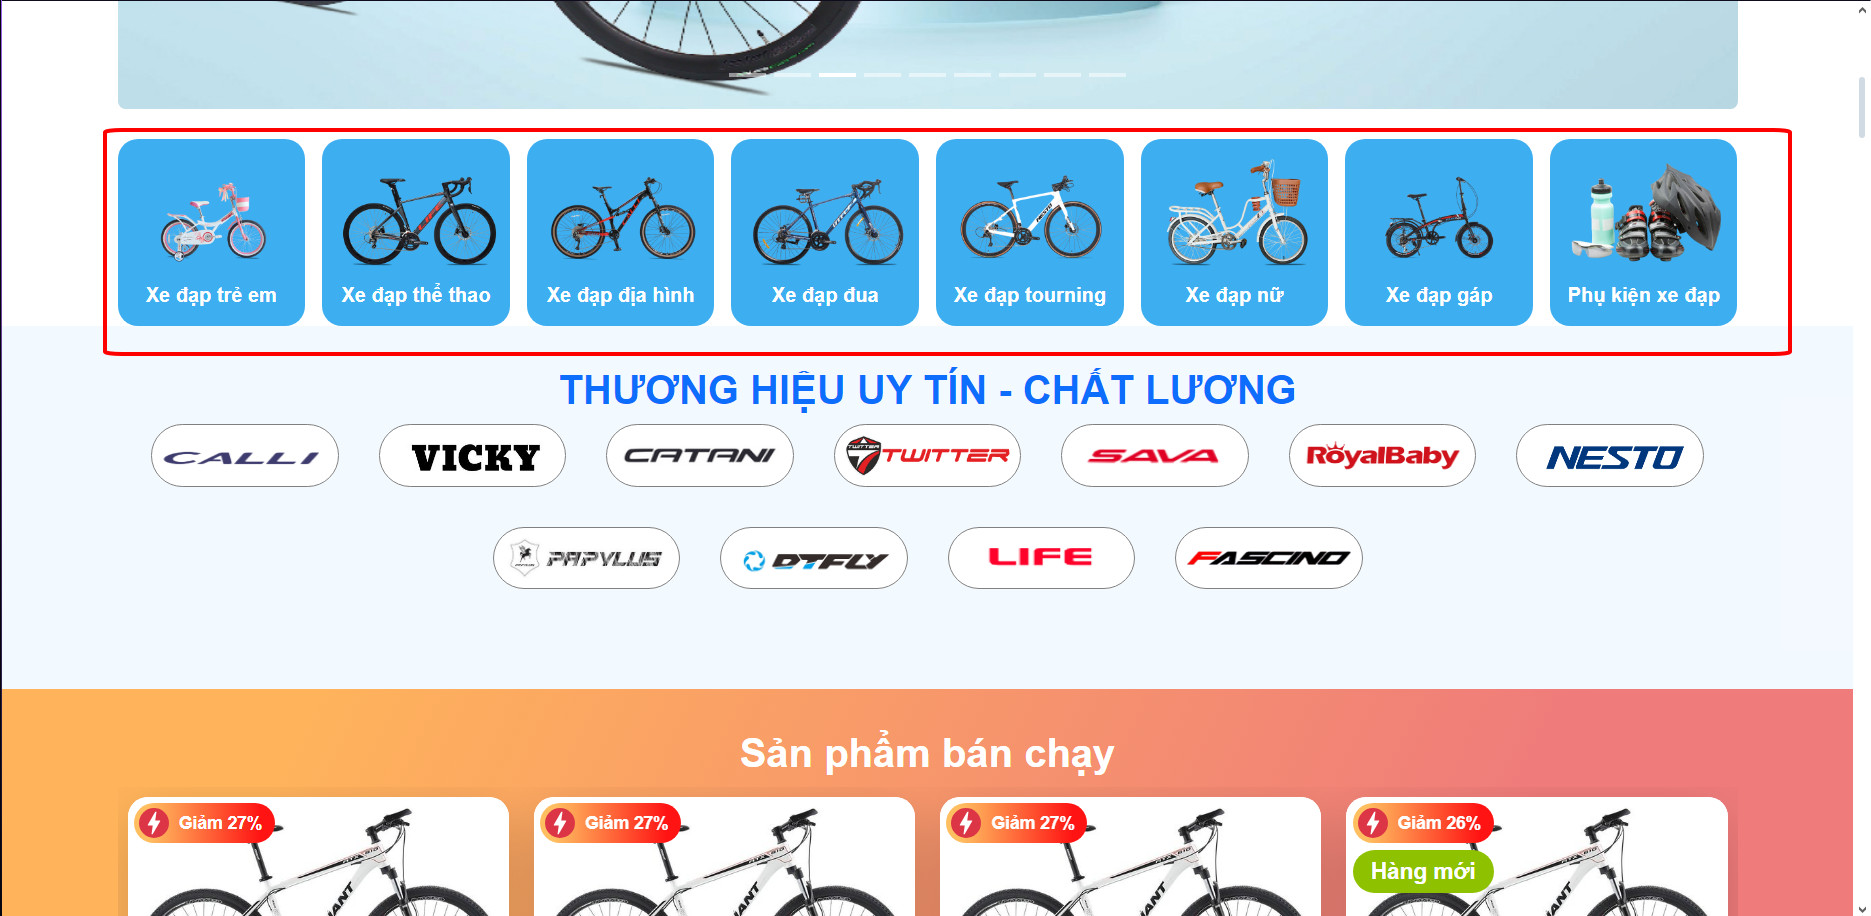 Xe đạp trẻ em
Xe đạp thể thao
Xe đạp địa hình
Xe đạp đua
Xe đạp tourning
Xe đạp nữ
Xe đạp gáp
Phụ kiện xe đạp
THƯƠNG HIỆU UY TÍN - CHẤT LƯƠNG
CALLI
VICKY
CATANI
TWITTER
SAVA
RoyalBaby
NESTO
PAPYLUS
DTFLY
LIFE
FASCINO
Sản phẩm bán chạy
Giảm 27%
Giảm 27%
Giảm 27%
Giảm 26%
Hàng mới